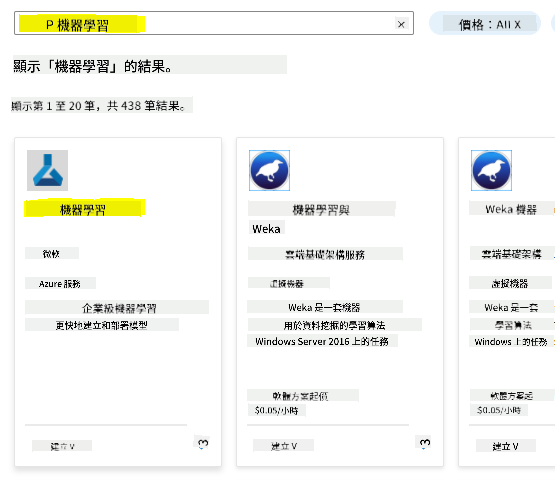 P 機器學習 ×
價格：All X
顯示「機器學習」的結果。
顯示第 1 至 20 筆，共 438 筆結果。
機器學習
微軟
Azure 服務
企業級機器學習
更快地建立和部署模型
建立 V
機器學習與
Weka
雲端基礎架構服務
虛擬機器
Weka 是一套機器
用於資料挖掘的學習算法
Windows Server 2016 上的任務
軟體方案起價
$0.05/小時
建立 V
Weka 機器
雲端基礎架構
虛擬機器
Weka 是一套
學習算法
Windows 上的任務
軟體方案起
$0.05/小時
建立 V